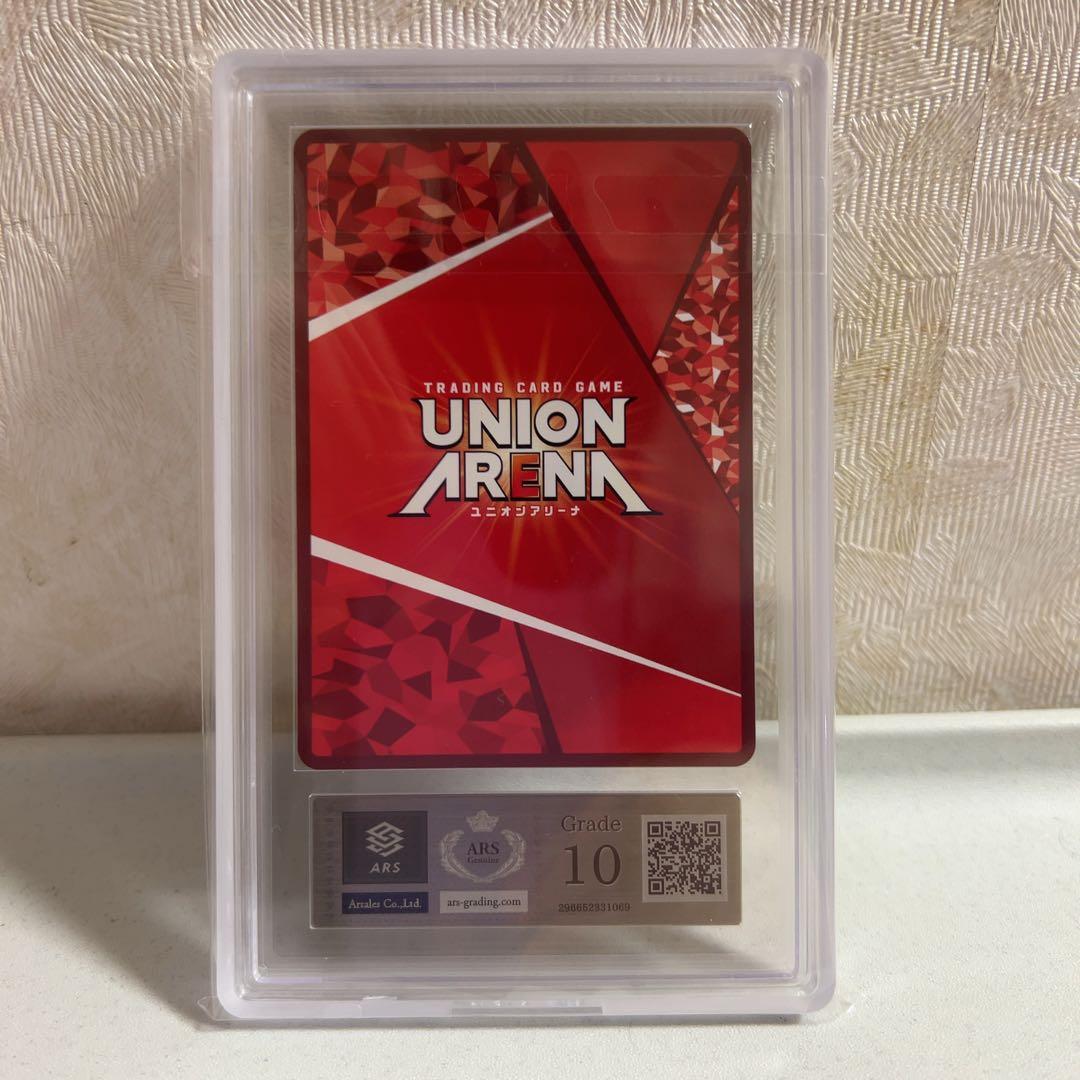 TRADING CARD GAME
UNION
ARENA
ユニオンアリーナ
ARS
Arsales Co.,Ltd.
ARS
Genuine
ars-grading.com
Grade
10
296652331069